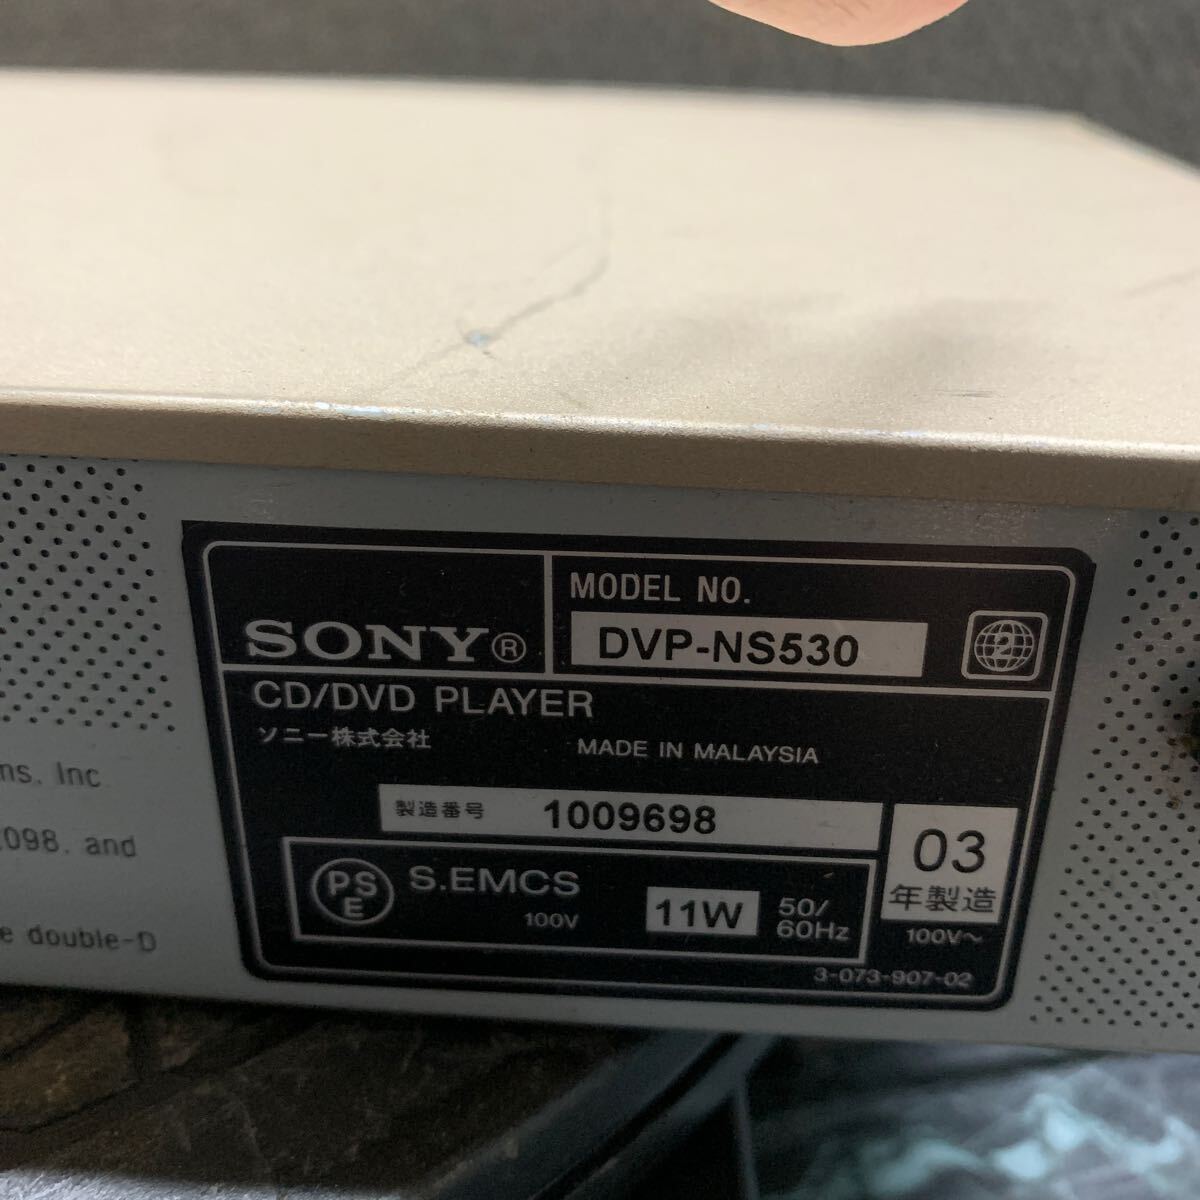 SONY®
MODEL NO.
DVP-NS530
2
CD/DVD PLAYER
ソニー株式会社
MADE IN MALAYSIA
製造番号 1009698
03
年製造
PS
E
S.EMCS
100V
11W
50/
60Hz
100V～
3-073-907-02
Inc
098. and
double-D